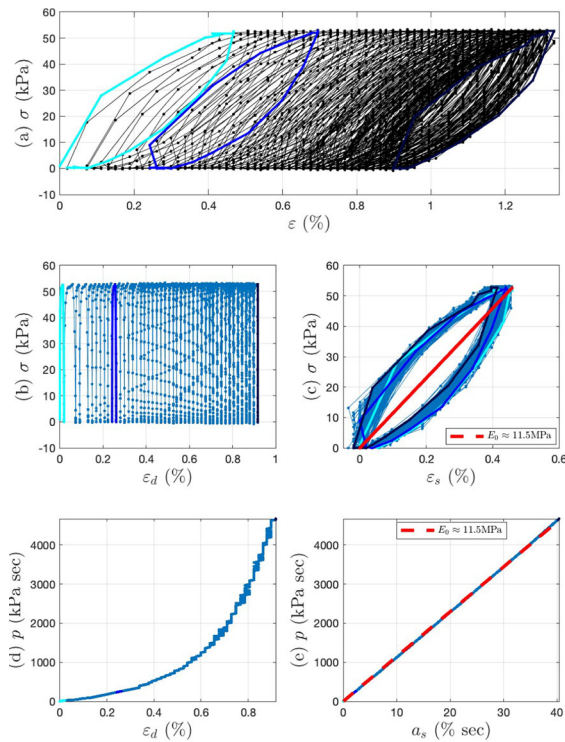 60
50
40
30
20
10
0
-10
(a) σ (kPa)
0 0.2 0.4 0.6 0.8 1 1.2
ε (%)
60
50
40
30
20
10
0
-10
(b) σ (kPa)
0 0.2 0.4 0.6 0.8 1
ε_d (%)
60
50
40
30
20
10
0
-10
(c) σ (kPa)
E₀ ≈ 11.5MPa
0 0.2 0.4 0.6
ε_s (%)
4000
3000
2000
1000
0
(d) p (kPa sec)
0 0.2 0.4 0.6 0.8
ε_d (%)
4000
3000
2000
1000
0
(e) p (kPa sec)
E₀ ≈ 11.5MPa
0 10 20 30 40
a_s (% sec)